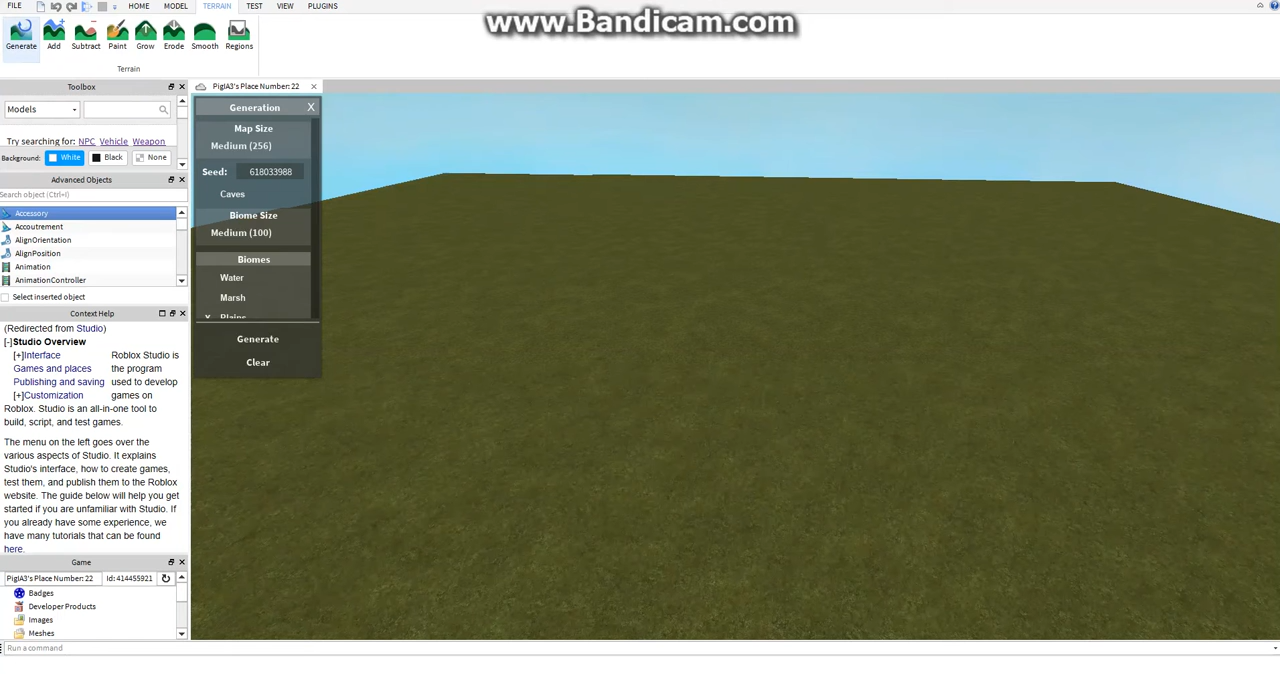 www.Bandicam.com
FILE HOME MODEL TERRAIN TEST VIEW PLUGINS
Generate Add Subtract Paint Grow Erode Smooth Regions
Terrain
Toolbox
Models
Try searching for: NPC Vehicle Weapon
Background: White Black None
Advanced Objects
Search object (Ctrl+I)
Accessory
Accoutrement
AlignOrientation
AlignPosition
Animation
AnimationController
Select inserted object
Context Help
(Redirected from Studio)
[-]Studio Overview
[+]Interface
Games and places
Publishing and saving
[+]Customization
Roblox Studio is
the program
used to develop
games on
Roblox. Studio is an all-in-one tool to
build, script, and test games.
The menu on the left goes over the
various aspects of Studio. It explains
Studio's interface, how to create games,
test them, and publish them to the Roblox
website. The guide below will help you get
started if you are unfamiliar with Studio. If
you already have some experience, we
have many tutorials that can be found
here.
Game
PigIA3's Place Number: 22 Id: 414455921
Badges
Developer Products
Images
Meshes
Run a command
PigIA3's Place Number: 22
Generation X
Map Size
Medium (256)
Seed: 618033988
Caves
Biome Size
Medium (100)
Biomes
Water
Marsh
X Plains
Generate
Clear